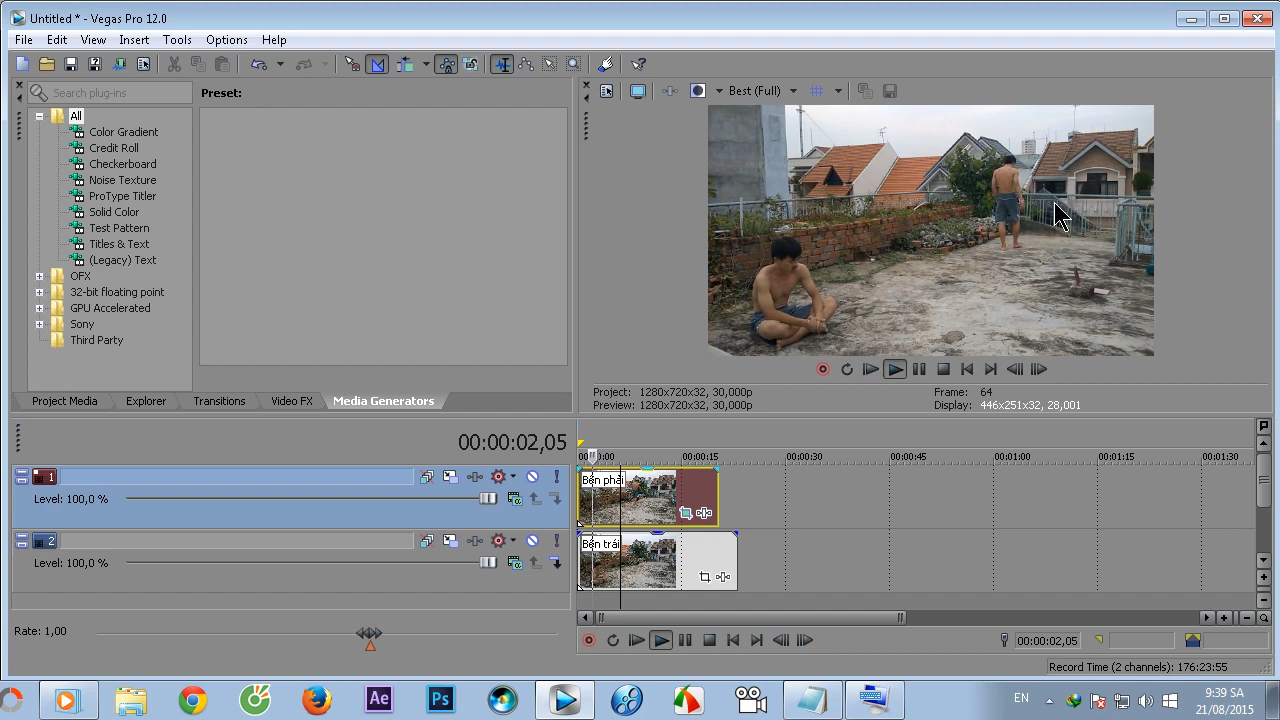 Untitled * - Vegas Pro 12.0
File Edit View Insert Tools Options Help
Search plug-ins
Preset:
All
Color Gradient
Credit Roll
Checkerboard
Noise Texture
ProType Titler
Solid Color
Test Pattern
Titles & Text
(Legacy) Text
OFX
32-bit floating point
GPU Accelerated
Sony
Third Party
Project Media Explorer Transitions Video FX Media Generators
Best (Full)
Project: 1280x720x32, 30,000p Frame: 64
Preview: 1280x720x32, 30,000p Display: 446x251x32, 28,001
00:00:02,05
00:00:15 00:00:30 00:00:45 00:01:00 00:01:15 00:01:30
1
Level: 100,0 %
Bên phải
2
Level: 100,0 %
Bên trái
Rate: 1,00
00:00:02,05
Record Time (2 channels): 176:23:55
Ae
Ps
EN
9:39 SA
21/08/2015